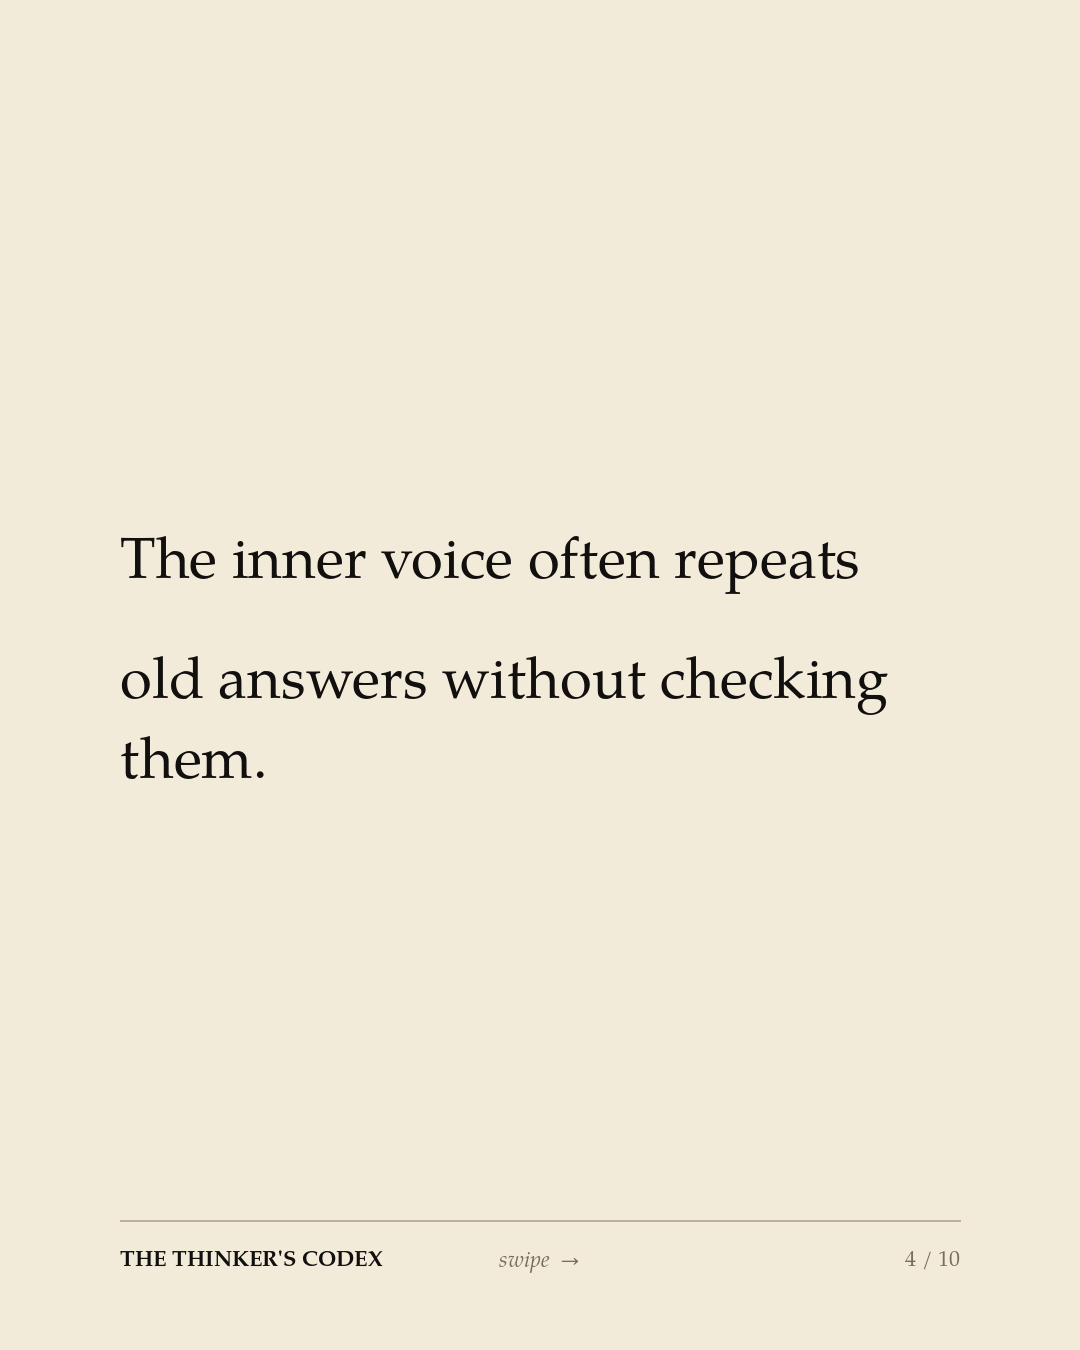 The inner voice often repeats
old answers without checking
them.
THE THINKER'S CODEX
swipe →
4 / 10